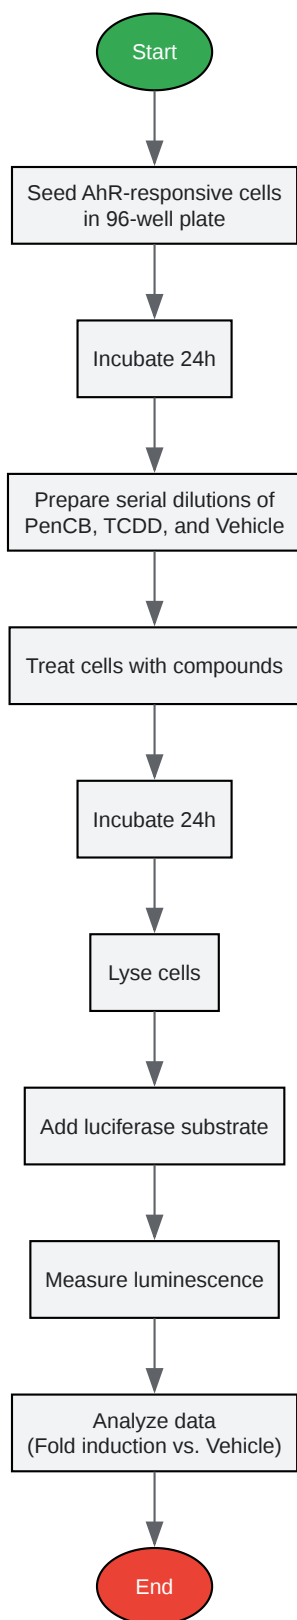 Start
Seed AhR-responsive cells
in 96-well plate
Incubate 24h
Prepare serial dilutions of
PenCB, TCDD, and Vehicle
Treat cells with compounds
Incubate 24h
Lyse cells
Add luciferase substrate
Measure luminescence
Analyze data
(Fold induction vs. Vehicle)
End